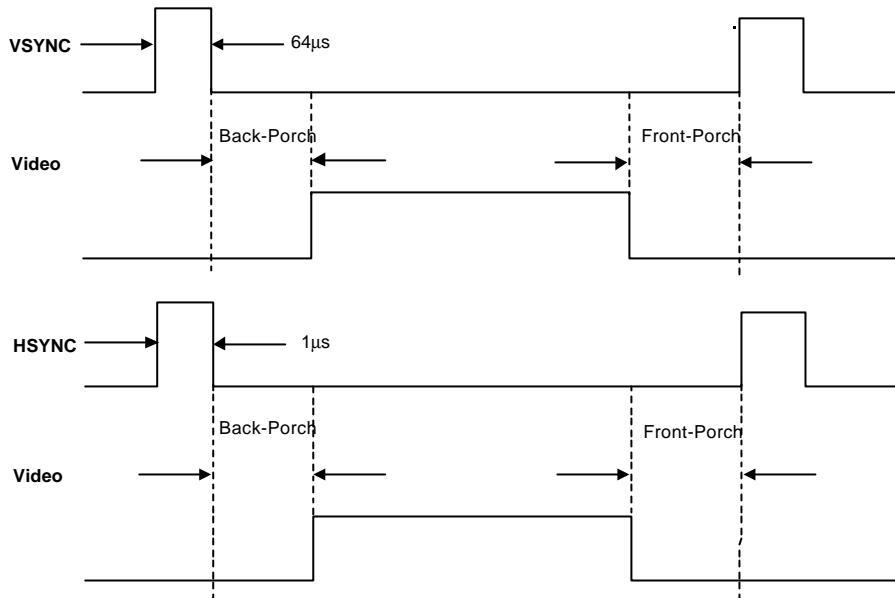 VSYNC
64μs
Back-Porch
Front-Porch
Video
HSYNC
1μs
Back-Porch
Front-Porch
Video